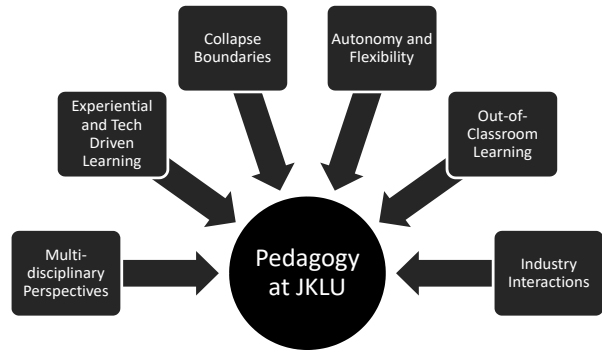 Collapse
Boundaries
Autonomy and
Flexibility
Experiential
and Tech
Driven
Learning
Out-of-
Classroom
Learning
Multi-
disciplinary
Perspectives
Pedagogy
at JKLU
Industry
Interactions